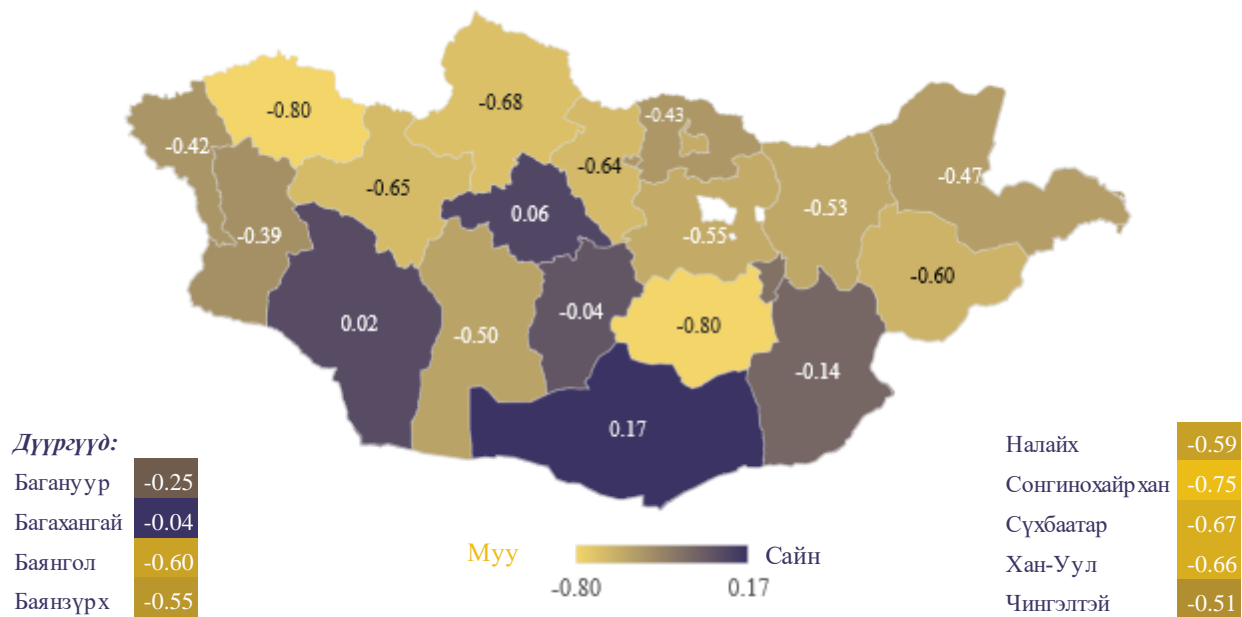 -0.80
-0.68
-0.43
-0.42
-0.64
-0.47
-0.65
0.06
-0.53
-0.39
-0.55
-0.60
0.02
-0.50
-0.04
-0.80
-0.14
0.17
Дүүргүүд:
Багануур -0.25
Багахангай -0.04
Баянгол -0.60
Баянзүрх -0.55
Муу Сайн
-0.80 0.17
Налайх -0.59
Сонгинохайрхан -0.75
Сүхбаатар -0.67
Хан-Уул -0.66
Чингэлтэй -0.51